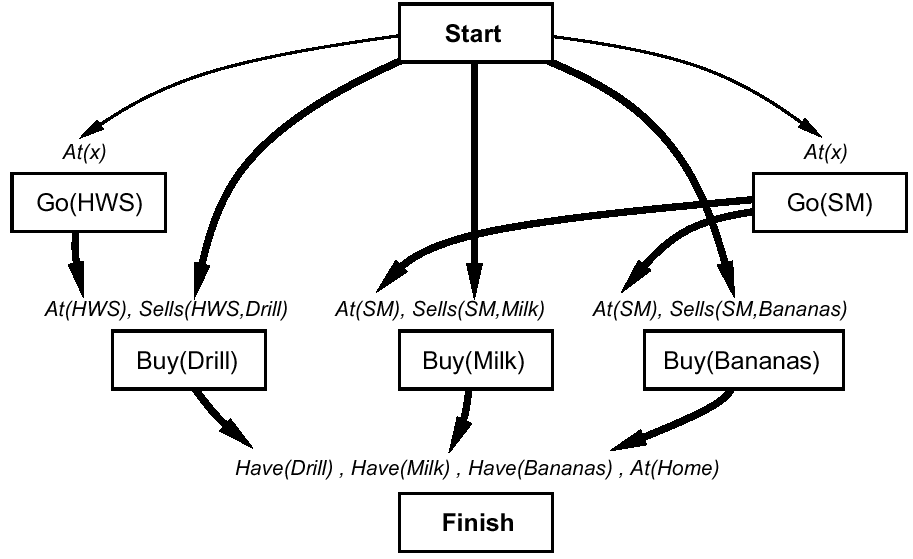 Start
At(x) At(x)
Go(HWS) Go(SM)
At(HWS), Sells(HWS,Drill) At(SM), Sells(SM,Milk) At(SM), Sells(SM,Bananas)
Buy(Drill) Buy(Milk) Buy(Bananas)
Have(Drill) , Have(Milk) , Have(Bananas) , At(Home)
Finish